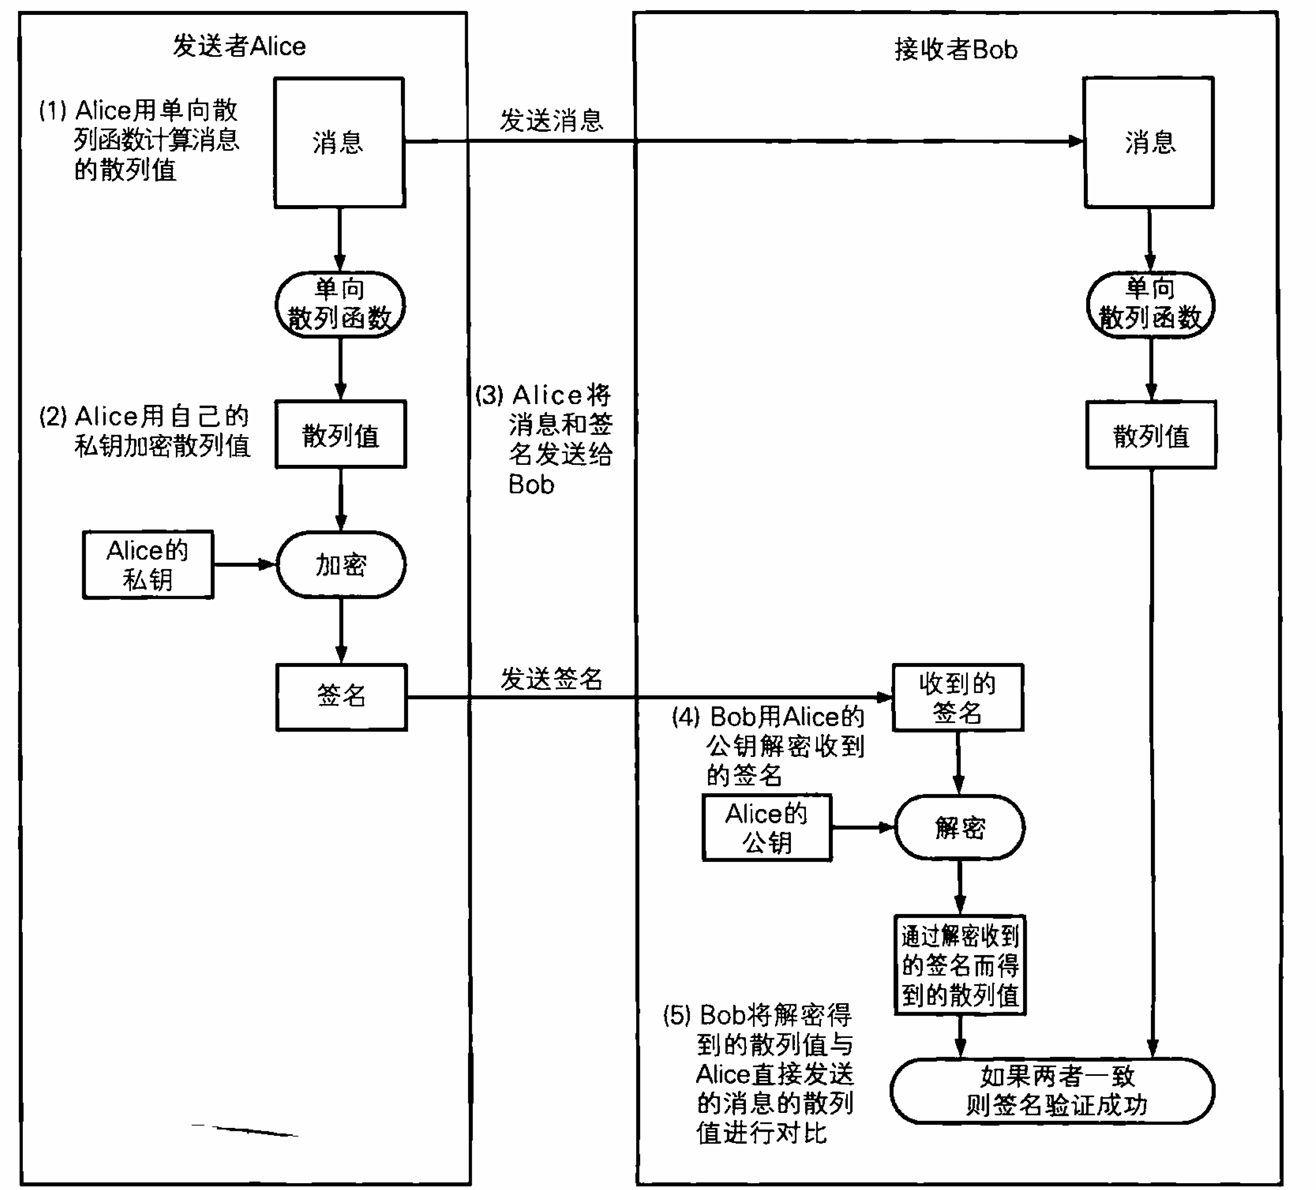 发送者Alice
接收者Bob
(1) Alice用单向散
列函数计算消息
的散列值
消息
发送消息
消息
单向
散列函数
单向
散列函数
(2) Alice用自己的
私钥加密散列值
散列值
(3) Alice将
消息和签
名发送给
Bob
散列值
Alice的
私钥
加密
签名
发送签名
收到的
签名
(4) Bob用Alice的
公钥解密收到
的签名
Alice的
公钥
解密
通过解密收到
的签名而得
到的散列值
(5) Bob将解密得
到的散列值与
Alice直接发送
的消息的散列
值进行对比
如果两者一致
则签名验证成功